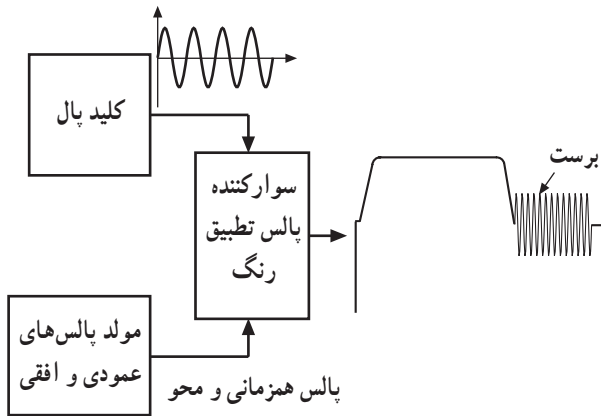 کلید پال
سوارکننده
پالس تطبیق
رنگ
برست
مولد پالس‌های
عمودی و افقی
پالس همزمانی و محو